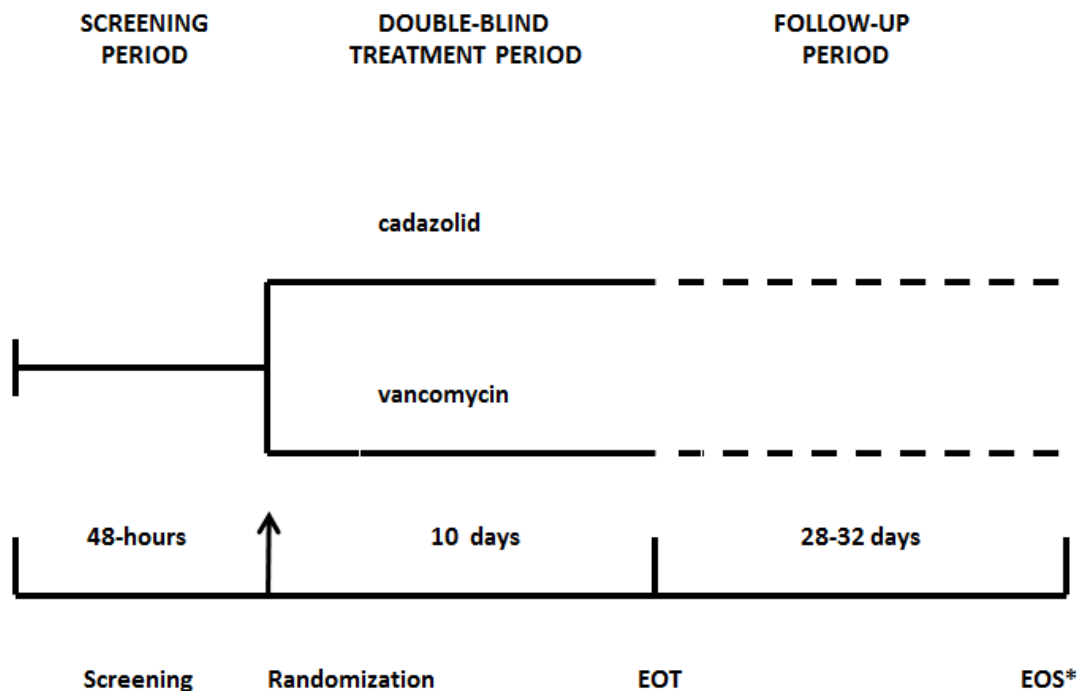 SCREENING
PERIOD
DOUBLE-BLIND
TREATMENT PERIOD
FOLLOW-UP
PERIOD
cadazolid
vancomycin
48-hours
10 days
28-32 days
Screening
Randomization
EOT
EOS*